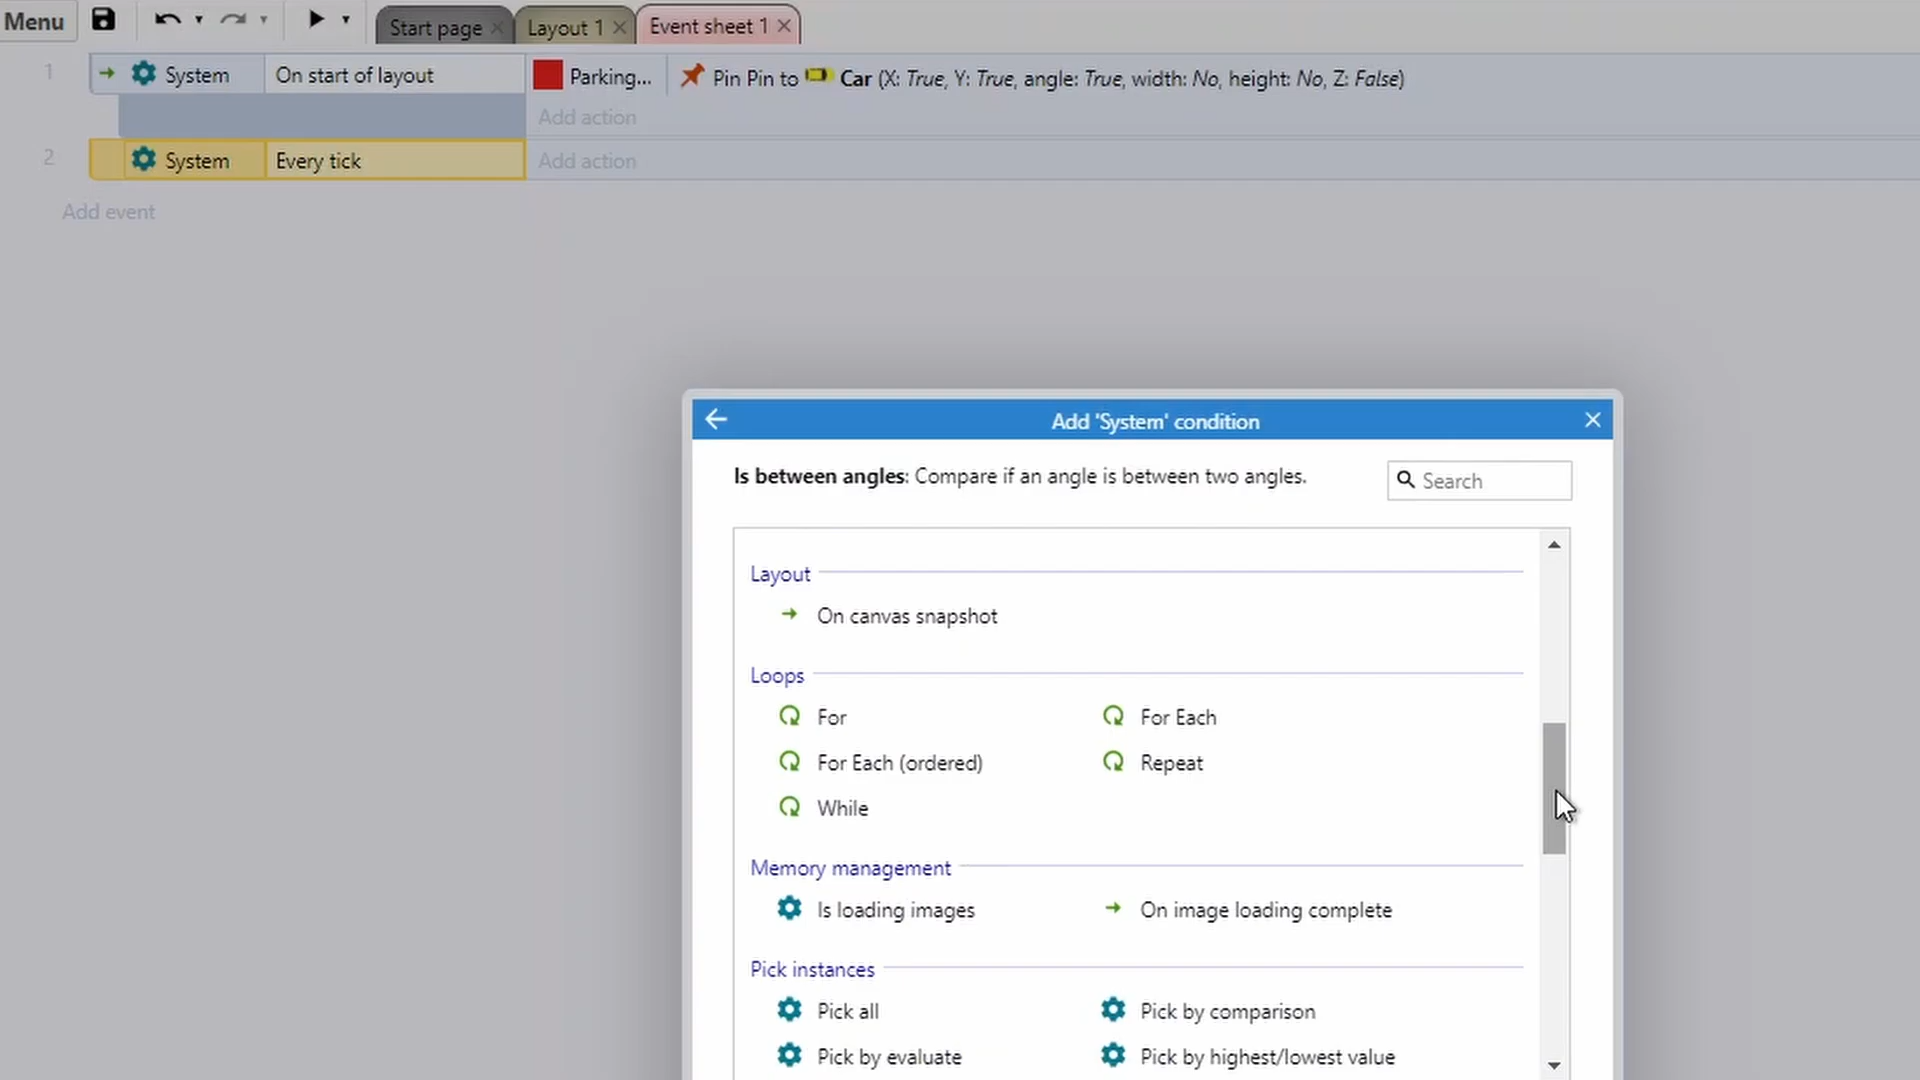 Menu
Start page
Layout 1
Event sheet 1
1
System
On start of layout
Parking...
Pin Pin to Car (X: True, Y: True, angle: True, width: No, height: No, Z: False)
Add action
2
System
Every tick
Add action
Add event
Add 'System' condition
Is between angles: Compare if an angle is between two angles.
Search
Layout
On canvas snapshot
Loops
For
For Each
For Each (ordered)
Repeat
While
Memory management
Is loading images
On image loading complete
Pick instances
Pick all
Pick by comparison
Pick by evaluate
Pick by highest/lowest value